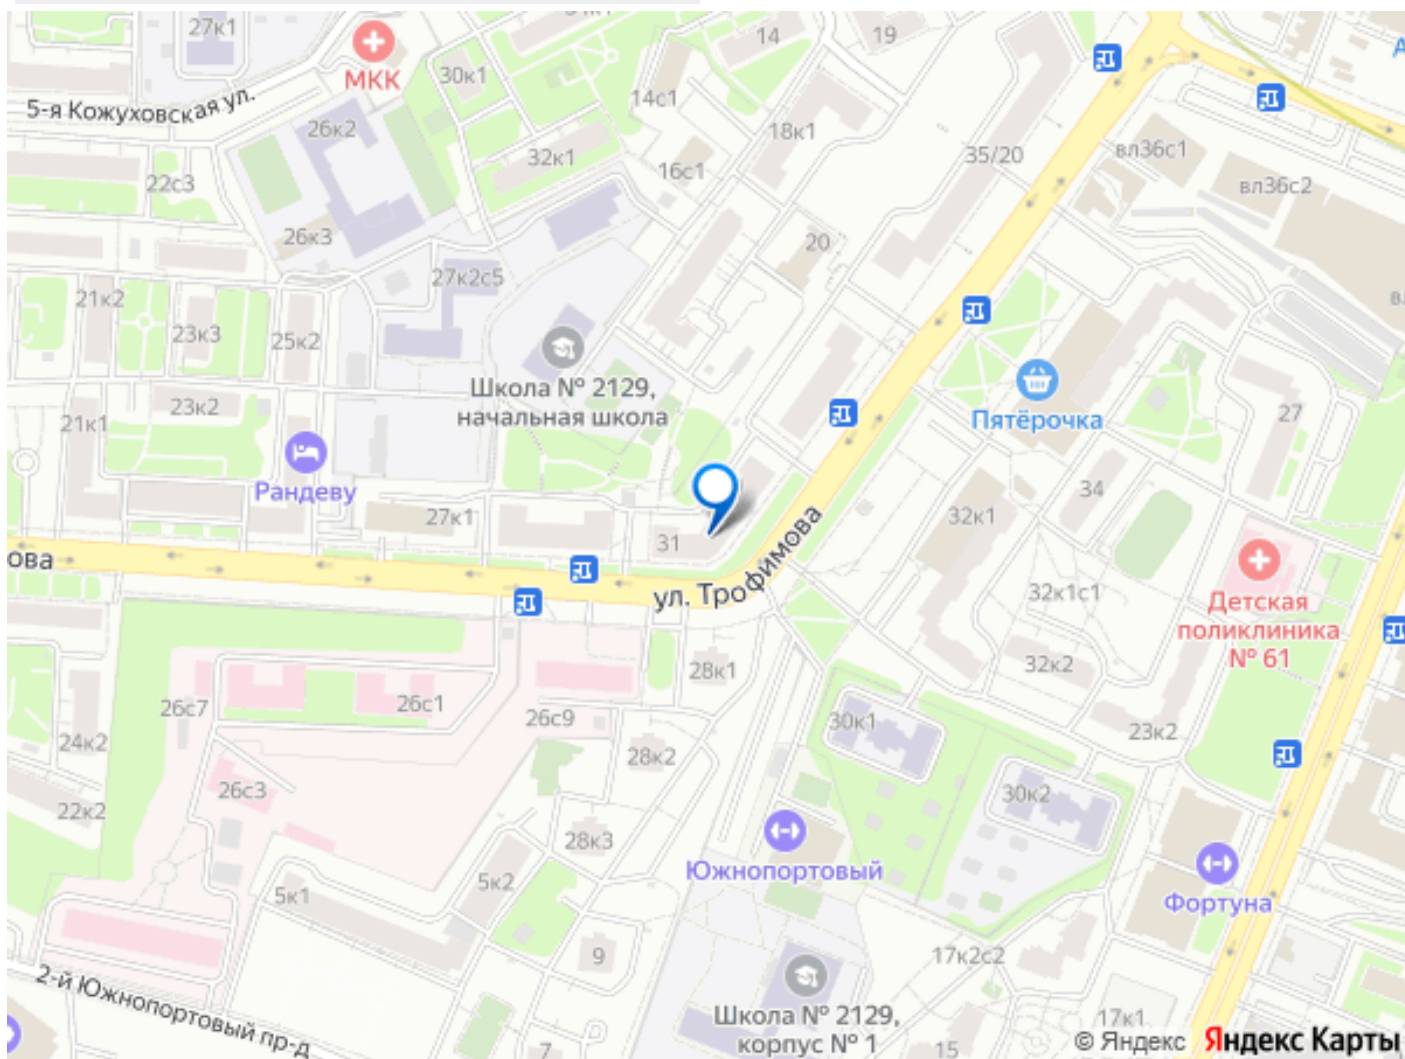 27к1
14
19
МКК
30к1
5-я Кожуховская ул.
26к2
14с1
18к1
35/20
вл36с1
32к1
16с1
22с3
вл36с2
26к3
20
27к2с5
21к2
23к3
25к2
Школа № 2129,
начальная школа
Пятёрочка
23к2
21к1
27
Рандеву
34
27к1
32к1
31
ова
ул. Трофимова
32к1с1
Детская
поликлиника
№ 61
28к1
32к2
26с7
26с1
26с9
30к1
23к2
24к2
28к2
26с3
30к2
22к2
28к3
Южнопортовый
5к1
5к2
Фортуна
9
17к2с2
2-й Южнопортовый пр-д
Школа № 2129,
корпус № 1
7
15
17к1
© Яндекс Яндекс Карты